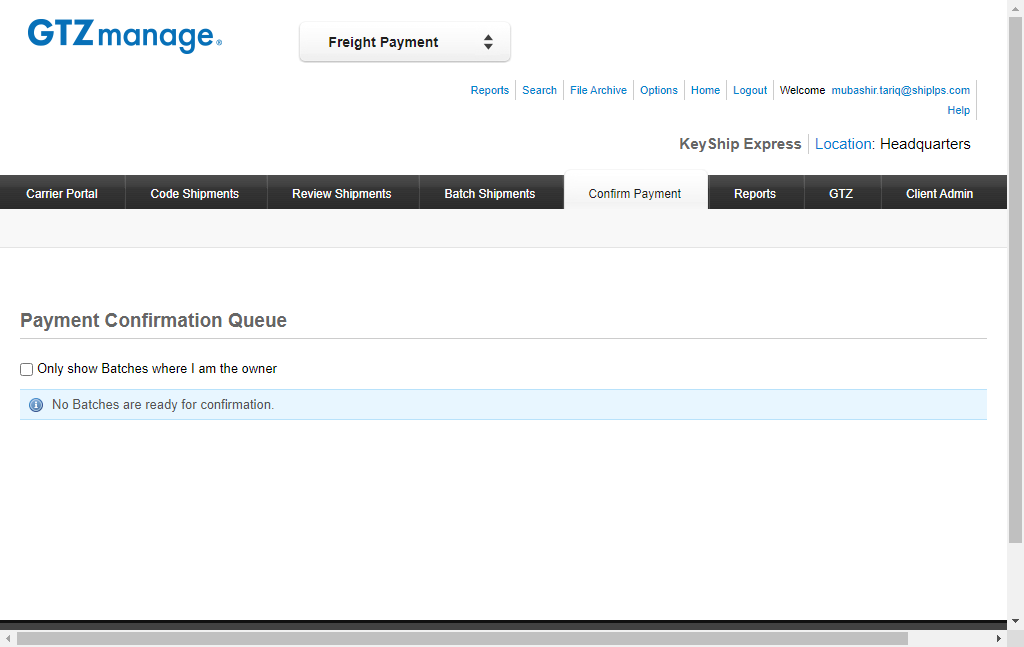 GTZmanage®
Freight Payment
Reports Search File Archive Options Home Logout Welcome mubashir.tariq@shiplps.com
Help
KeyShip Express Location: Headquarters
Carrier Portal Code Shipments Review Shipments Batch Shipments Confirm Payment Reports GTZ Client Admin
Payment Confirmation Queue
Only show Batches where I am the owner
No Batches are ready for confirmation.